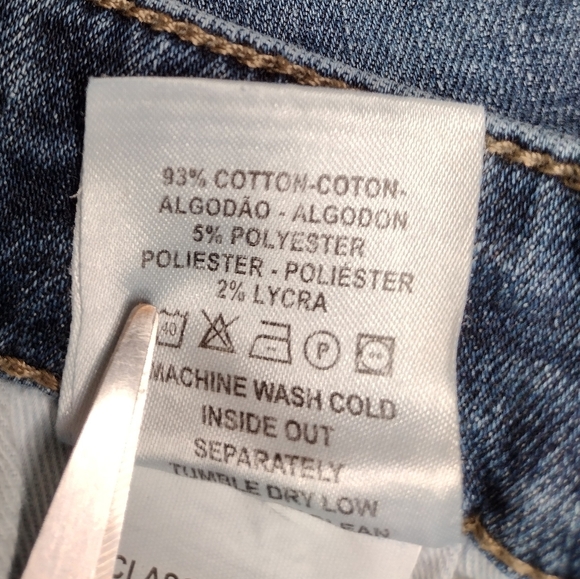 93% COTTON-COTON-
ALGODÃO - ALGODON
5% POLYESTER
POLIESTER - POLIÉSTER
2% LYCRA
40 P
MACHINE WASH COLD
INSIDE OUT
SEPARATELY
TUMBLE DRY LOW